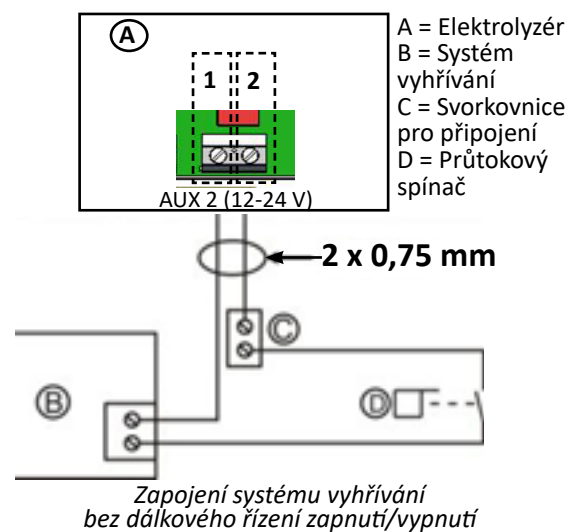 A
1 2
AUX 2 (12-24 V)
A = Elektrolyzér
B = Systém
vyhřívání
C = Svorkovnice
pro připojení
D = Průtokový
spínač
2 x 0,75 mm
C
B
D
Zapojení systému vyhřívání
bez dálkového řízení zapnutí/vypnutí